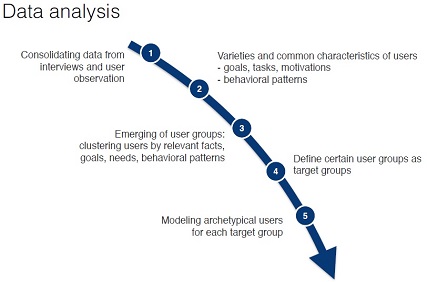 Data analysis
1
Consolidating data from
interviews and user
observation
2
Varieties and common characteristics of users
- goals, tasks, motivations
- behavioral patterns
3
Emerging of user groups:
clustering users by relevant facts,
goals, needs, behavioral patterns
4
Define certain user groups as
target groups
5
Modeling archetypical users
for each target group